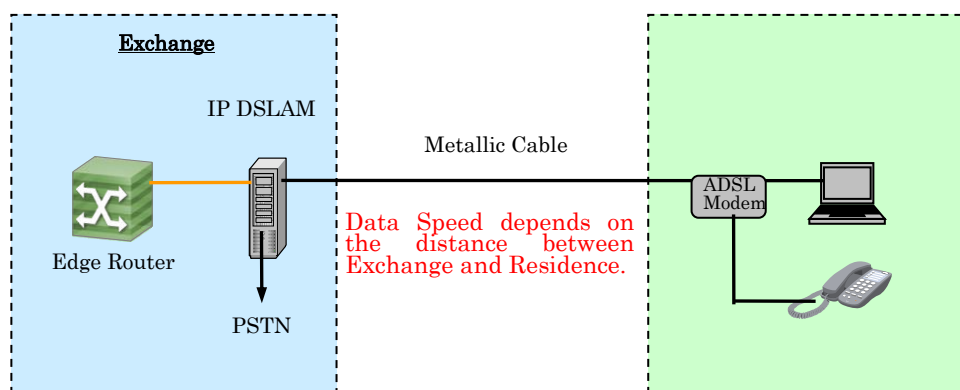 Exchange
IP DSLAM
Metallic Cable
ADSL
Modem
Data Speed depends on
the distance between
Exchange and Residence.
Edge Router
PSTN